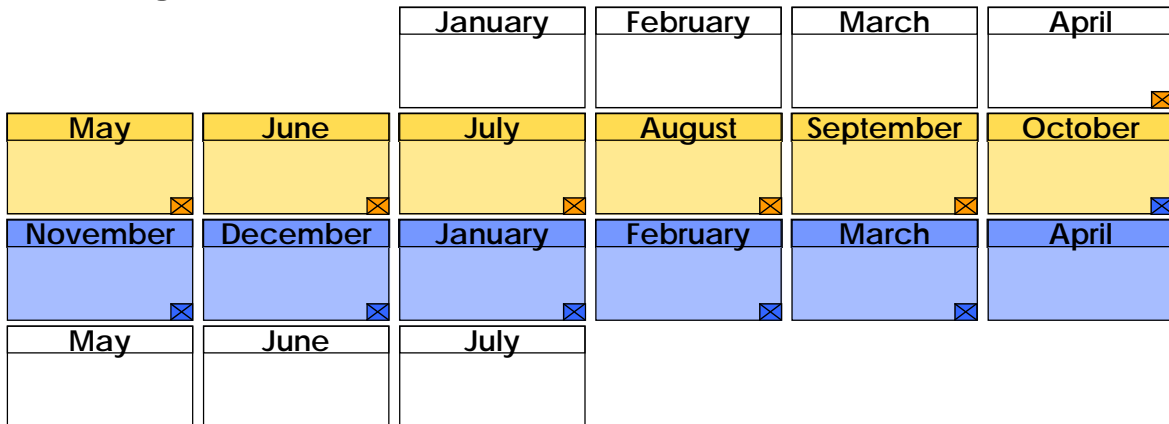 January February March April
May June July August September October
November December January February March April
May June July